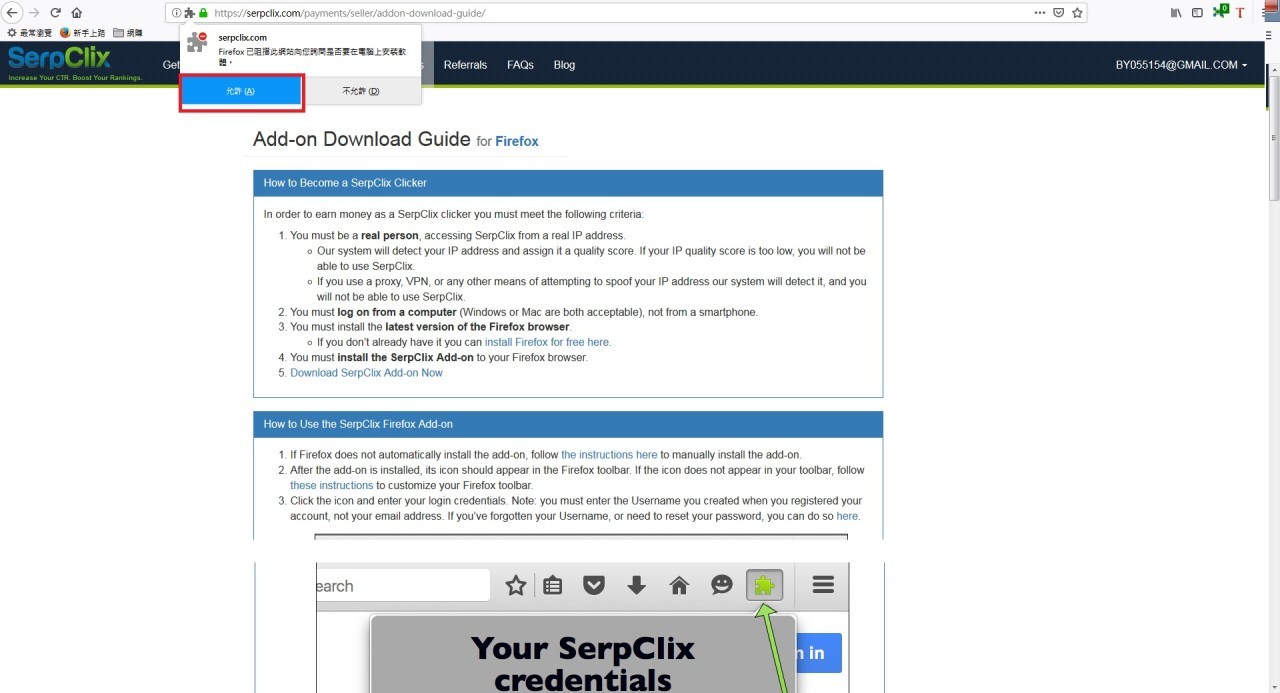 https://serpclix.com/payments/seller/addon-download-guide/
最常瀏覽 新手上路 網購
serpclix.com
Firefox 已阻擋此網站向您詢問是否要在電腦上安裝軟
體。
允許 (A) 不允許 (D)
SerpClix
Increase Your CTR. Boost Your Rankings.
Get
s Referrals FAQs Blog BY055154@GMAIL.COM
Add-on Download Guide for Firefox
How to Become a SerpClix Clicker
In order to earn money as a SerpClix clicker you must meet the following criteria:
1. You must be a real person, accessing SerpClix from a real IP address.
Our system will detect your IP address and assign it a quality score. If your IP quality score is too low, you will not be
able to use SerpClix.
If you use a proxy, VPN, or any other means of attempting to spoof your IP address our system will detect it, and you
will not be able to use SerpClix.
2. You must log on from a computer (Windows or Mac are both acceptable), not from a smartphone.
3. You must install the latest version of the Firefox browser.
If you don't already have it you can install Firefox for free here.
4. You must install the SerpClix Add-on to your Firefox browser.
5. Download SerpClix Add-on Now
How to Use the SerpClix Firefox Add-on
1. If Firefox does not automatically install the add-on, follow the instructions here to manually install the add-on.
2. After the add-on is installed, its icon should appear in the Firefox toolbar. If the icon does not appear in your toolbar, follow
these instructions to customize your Firefox toolbar.
3. Click the icon and enter your login credentials. Note: you must enter the Username you created when you registered your
account, not your email address. If you've forgotten your Username, or need to reset your password, you can do so here.
earch
Your SerpClix
credentials
n in